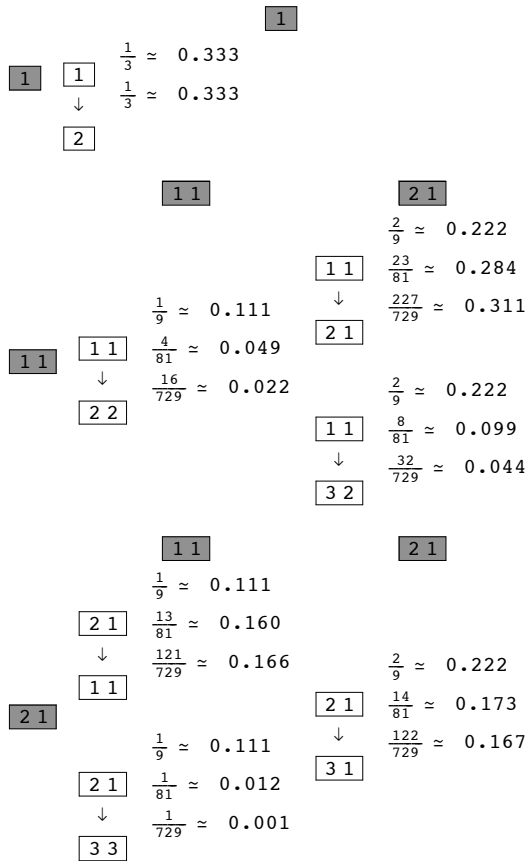 1
1
1
1/3 ≃ 0.333
1/3 ≃ 0.333
↓
2
1 1
2 1
1 1
1 1
↓
2 2
1/9 ≃ 0.111
4/81 ≃ 0.049
16/729 ≃ 0.022
1 1
↓
2 1
2/9 ≃ 0.222
23/81 ≃ 0.284
227/729 ≃ 0.311
1 1
↓
3 2
2/9 ≃ 0.222
8/81 ≃ 0.099
32/729 ≃ 0.044
1 1
2 1
2 1
2 1
↓
1 1
1/9 ≃ 0.111
13/81 ≃ 0.160
121/729 ≃ 0.166
2 1
↓
3 3
1/9 ≃ 0.111
1/81 ≃ 0.012
1/729 ≃ 0.001
2 1
↓
3 1
2/9 ≃ 0.222
14/81 ≃ 0.173
122/729 ≃ 0.167